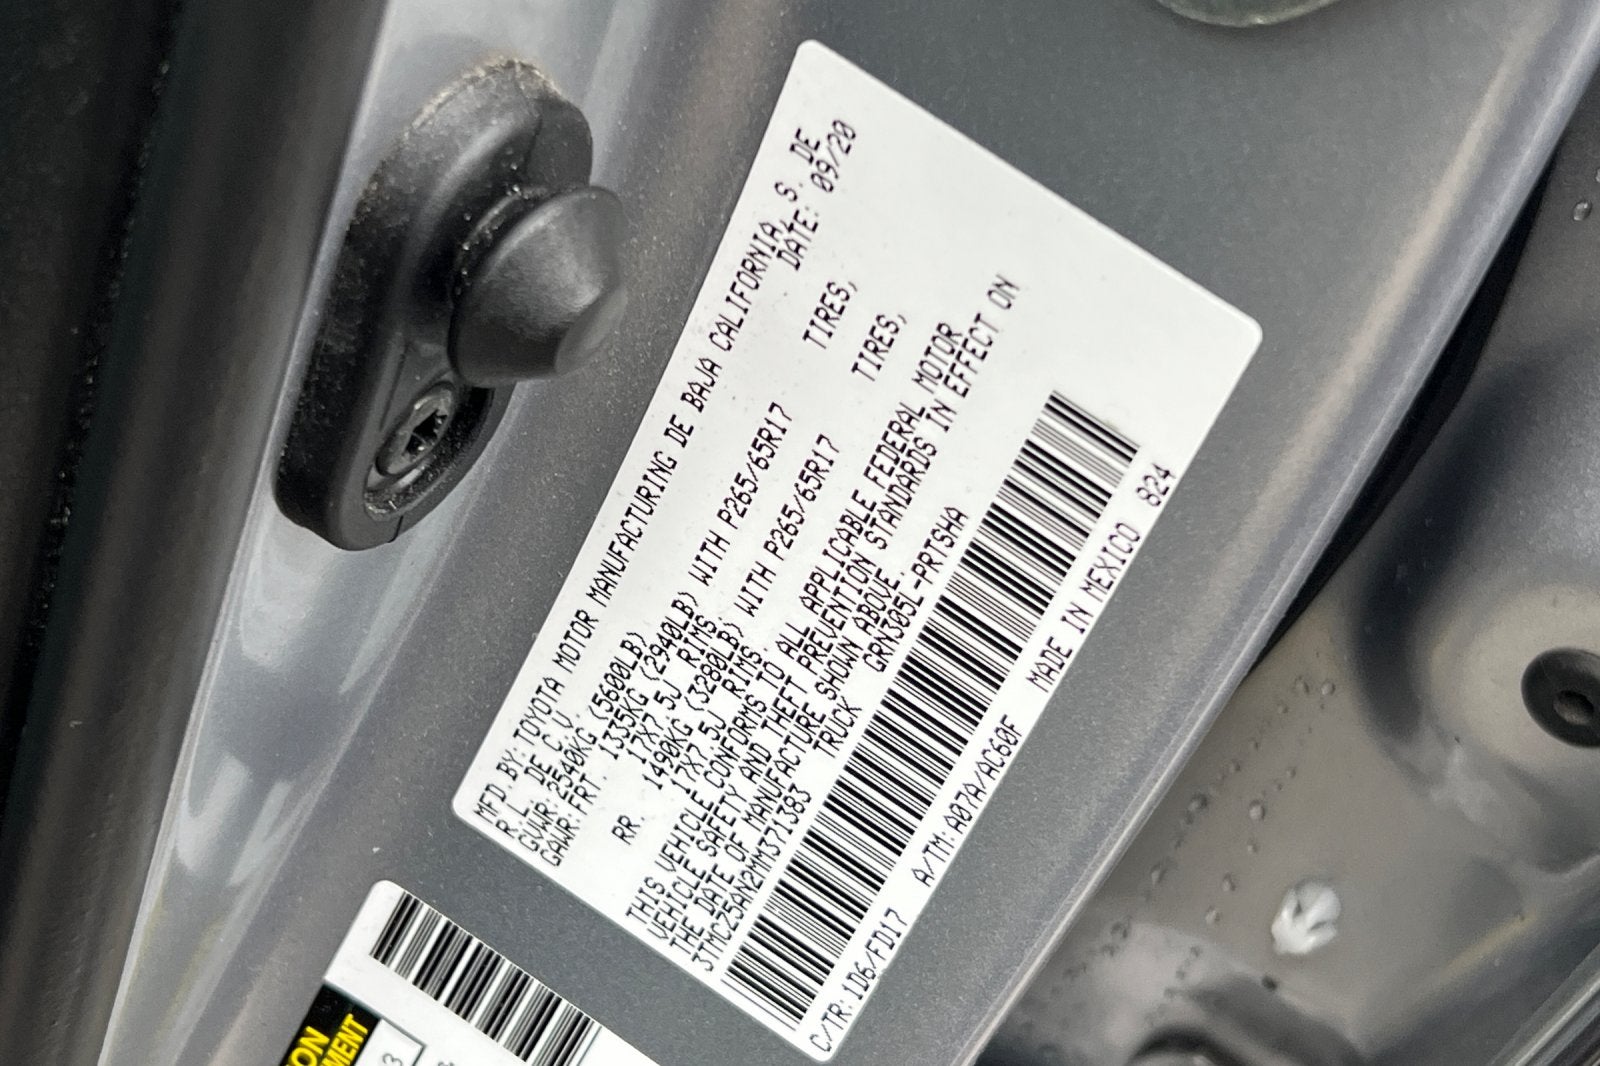 MFD.BY:TOYOTA MOTOR MANUFACTURING DE BAJA CALIFORNIA, S. DE
R.L. DE C.V. DATE: 09/20
GVWR:2540KG(5600LB)
GAWR:FRT. 1335KG(2940LB) WITH P265/65R17 TIRES,
17X7.5J RIMS,
RR. 1490KG(3280LB) WITH P265/65R17 TIRES,
17X7.5J RIMS.
THIS VEHICLE CONFORMS TO ALL APPLICABLE FEDERAL MOTOR
VEHICLE SAFETY AND THEFT PREVENTION STANDARDS IN EFFECT ON
THE DATE OF MANUFACTURE SHOWN ABOVE.
3TMCZ5AN2MM371383 TRUCK GRN305L-PRTSHA
C/TR:1D6/FD17 A/TM:A07A/AC60F MADE IN MEXICO 824